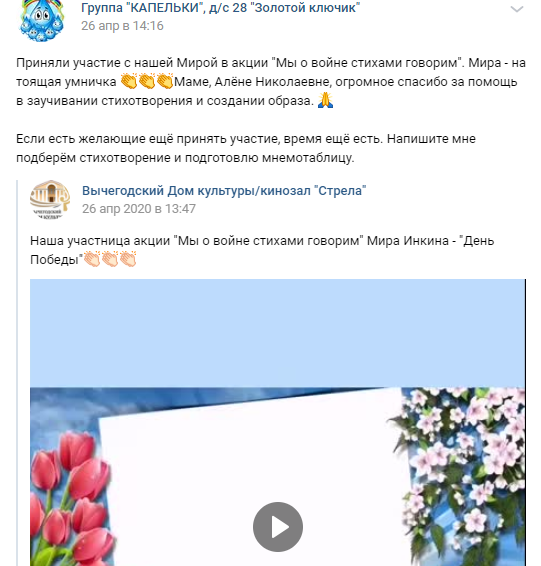 Группа "КАПЕЛЬКИ", д/с 28 "Золотой ключик"
26 апр в 14:16
Приняли участие с нашей Мирой в акции "Мы о войне стихами говорим". Мира - на
тоящая умничка 👏👏👏Маме, Алёне Николаевне, огромное спасибо за помощь
в заучивании стихотворения и создании образа. 🙏
Если есть желающие ещё принять участие, время ещё есть. Напишите мне
подберём стихотворение и подготовлю мнемотаблицу.
Вычегодский Дом культуры/кинозал "Стрела"
26 апр 2020 в 13:47
Наша участница акции "Мы о войне стихами говорим" Мира Инкина - "День
Победы"👏🏻👏🏻👏🏻